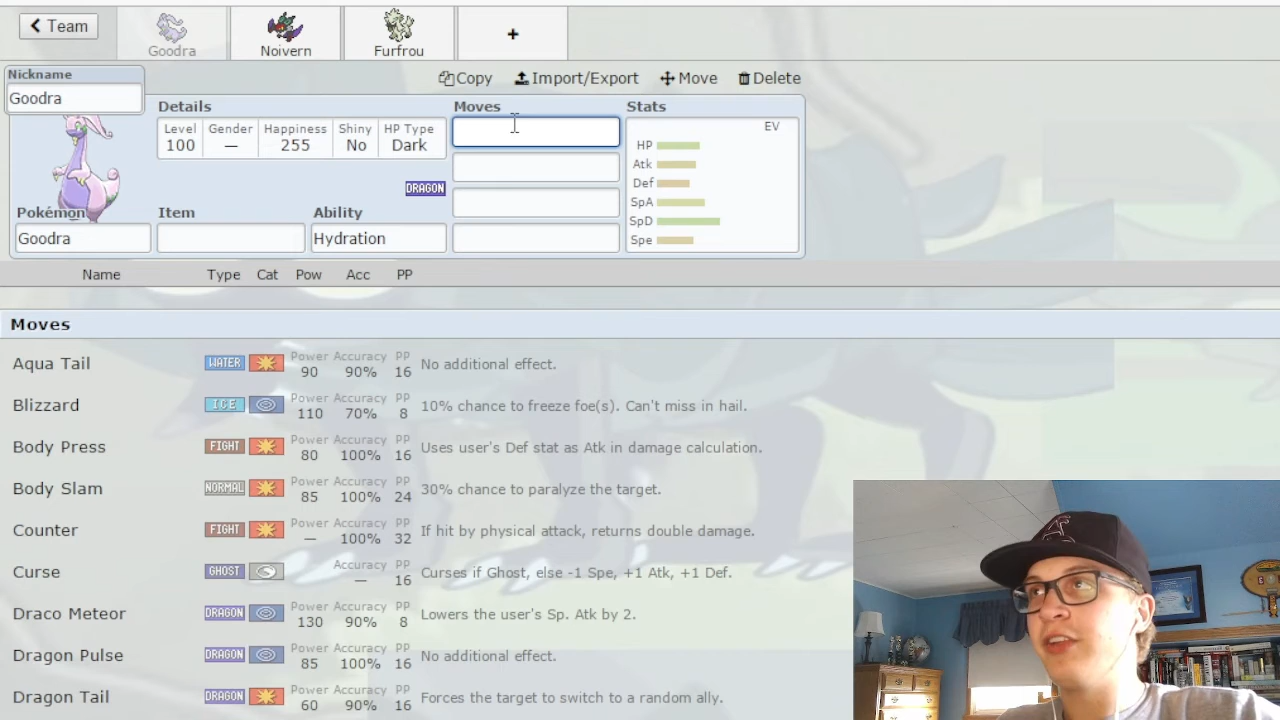 Team
Goodra
Noivern
Furfrou
+
Nickname
Goodra
Copy
Import/Export
Move
Delete
Details
Moves
Stats
Level Gender Happiness Shiny HP Type
100 — 255 No Dark
DRAGON
EV
HP
Atk
Def
SpA
SpD
Spe
Pokémon Item Ability
Goodra Hydration
Name Type Cat Pow Acc PP
Moves
Aqua Tail WATER Power 90 Accuracy 90% PP 16 No additional effect.
Blizzard ICE Power 110 Accuracy 70% PP 8 10% chance to freeze foe(s). Can't miss in hail.
Body Press FIGHT Power 80 Accuracy 100% PP 16 Uses user's Def stat as Atk in damage calculation.
Body Slam NORMAL Power 85 Accuracy 100% PP 24 30% chance to paralyze the target.
Counter FIGHT Power — Accuracy 100% PP 32 If hit by physical attack, returns double damage.
Curse GHOST Accuracy — PP 16 Curses if Ghost, else -1 Spe, +1 Atk, +1 Def.
Draco Meteor DRAGON Power 130 Accuracy 90% PP 8 Lowers the user's Sp. Atk by 2.
Dragon Pulse DRAGON Power 85 Accuracy 100% PP 16 No additional effect.
Dragon Tail DRAGON Power 60 Accuracy 90% PP 16 Forces the target to switch to a random ally.